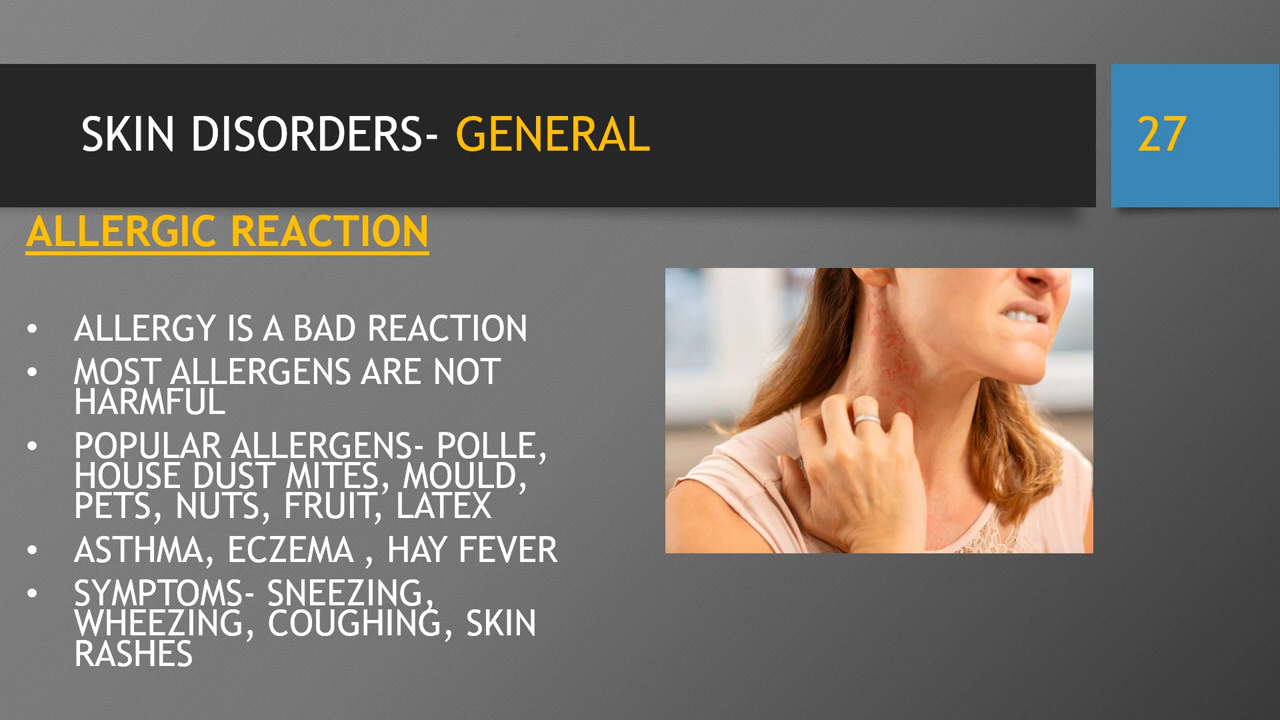 SKIN DISORDERS- GENERAL
27
ALLERGIC REACTION
• ALLERGY IS A BAD REACTION
• MOST ALLERGENS ARE NOT
HARMFUL
• POPULAR ALLERGENS- POLLE,
HOUSE DUST MITES, MOULD,
PETS, NUTS, FRUIT, LATEX
• ASTHMA, ECZEMA , HAY FEVER
• SYMPTOMS- SNEEZING,
WHEEZING, COUGHING, SKIN
RASHES